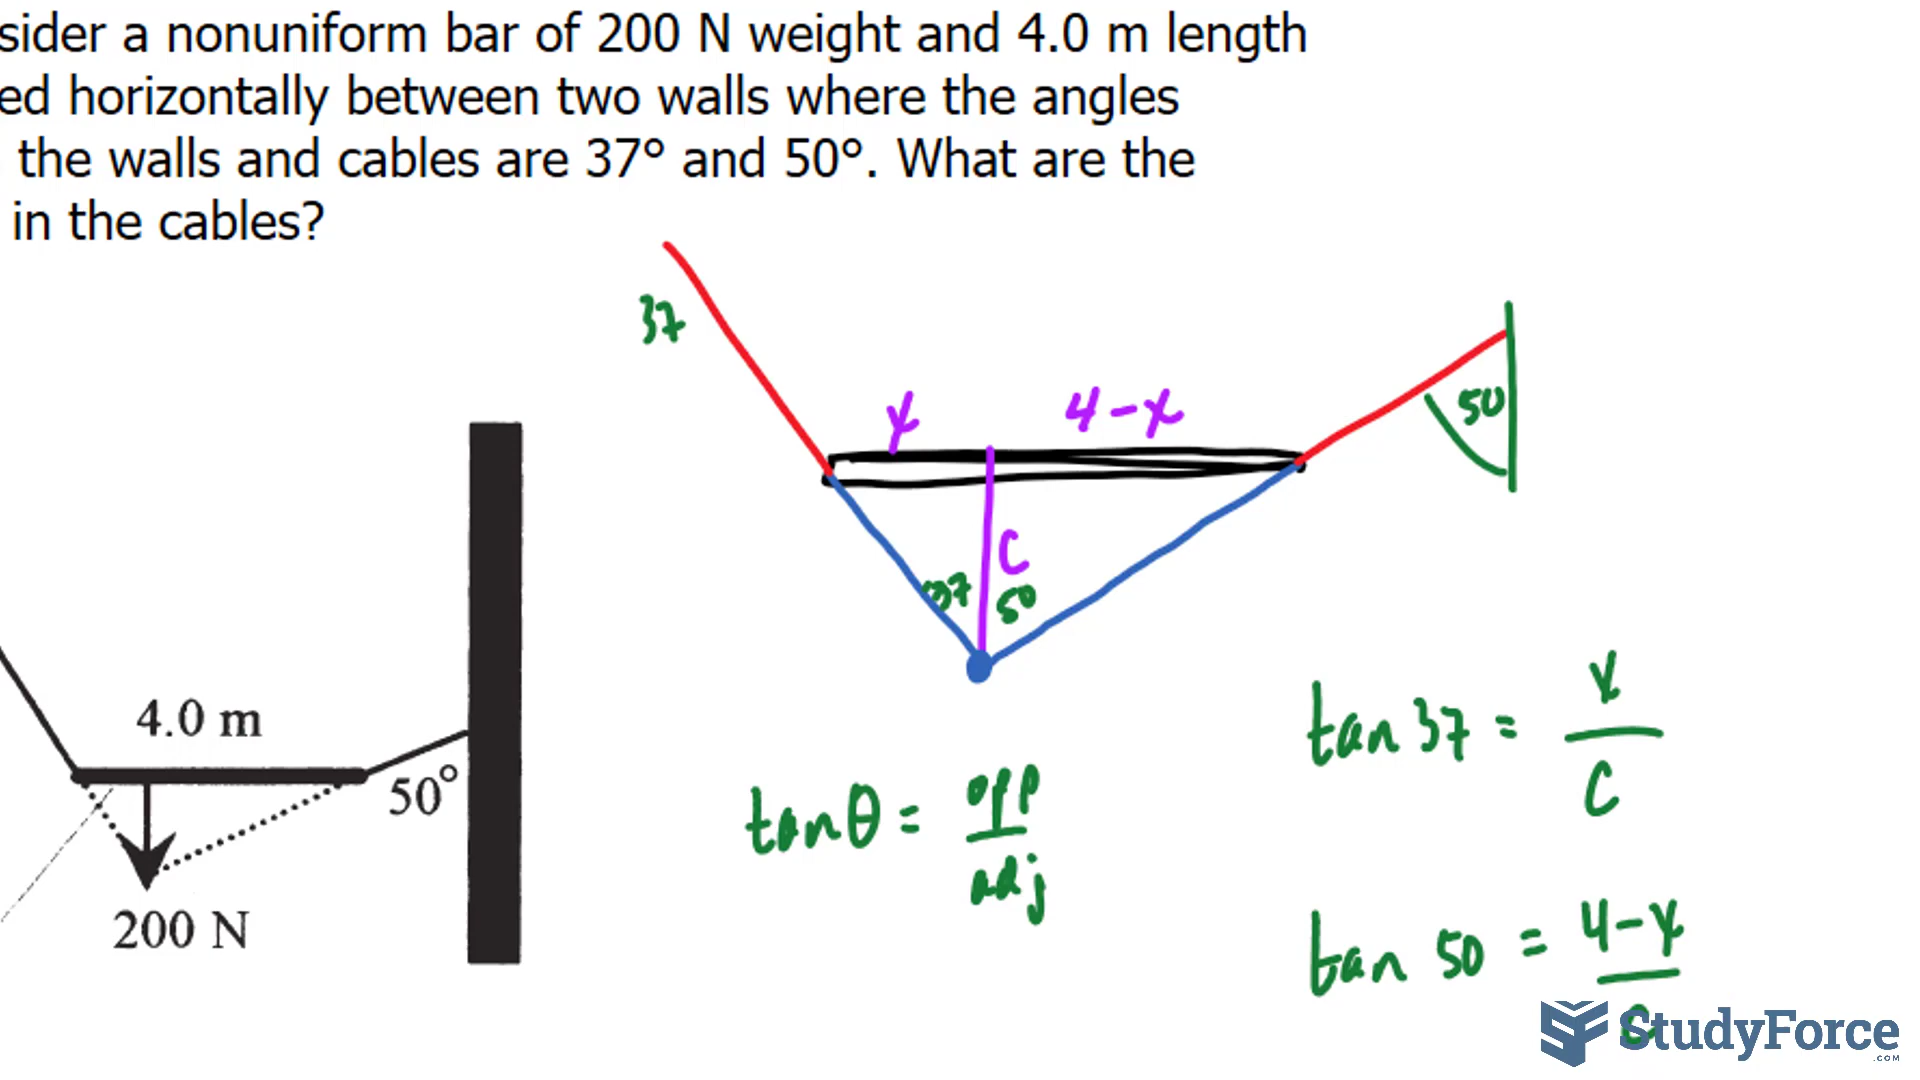 sider a nonuniform bar of 200 N weight and 4.0 m length
ed horizontally between two walls where the angles
the walls and cables are 37° and 50°. What are the
in the cables?
37
x
4-x
50
C
37
50
4.0 m
50°
200 N
tanθ = opp/adj
tan 37 = x/C
tan 50 = 4-x/C
StudyForce
.COM